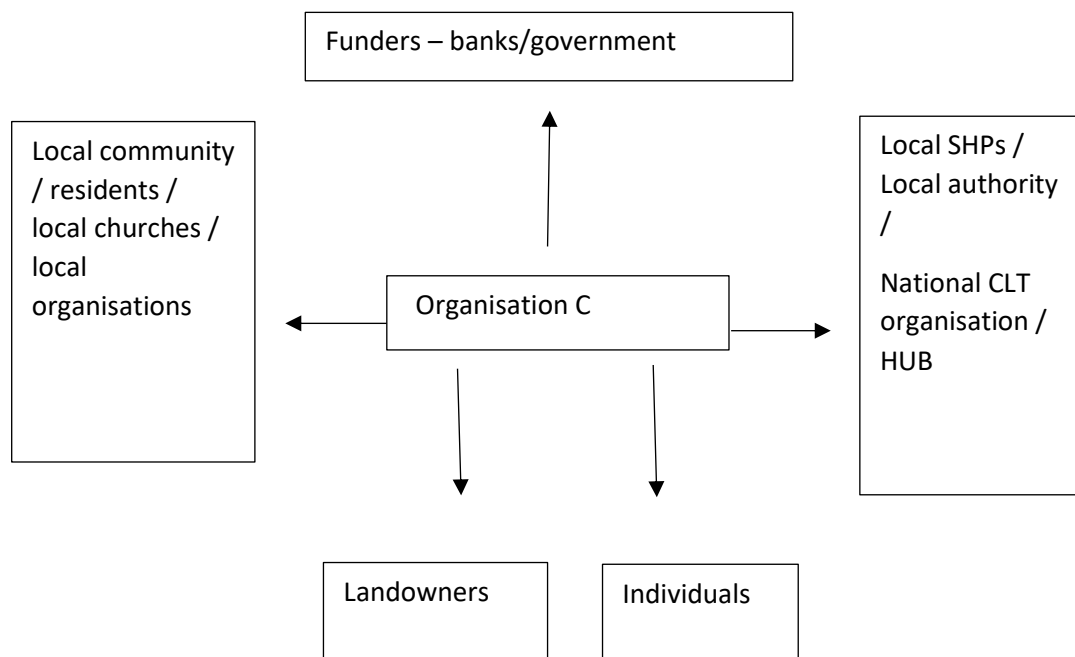 Funders – banks/government
Local community
/ residents /
local churches /
local
organisations
Organisation C
Local SHPs /
Local authority
/
National CLT
organisation /
HUB
Landowners
Individuals